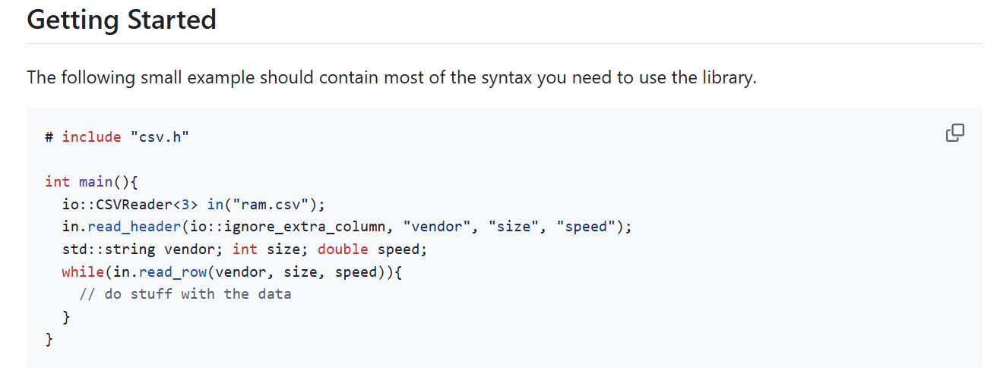 Getting Started
The following small example should contain most of the syntax you need to use the library.
# include "csv.h"
int main(){
  io::CSVReader<3> in("ram.csv");
  in.read_header(io::ignore_extra_column, "vendor", "size", "speed");
  std::string vendor; int size; double speed;
  while(in.read_row(vendor, size, speed)){
    // do stuff with the data
  }
}